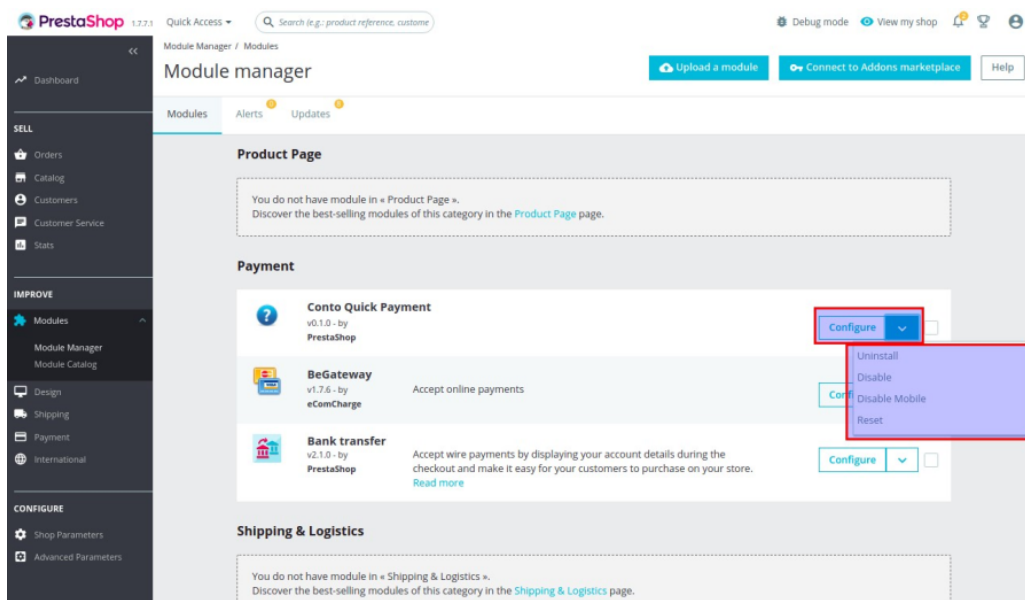 PrestaShop 1.7.7.1 Quick Access Search (e.g.: product reference, custome Debug mode View my shop
Module Manager / Modules
Module manager
Upload a module Connect to Addons marketplace Help
Modules Alerts Updates
Dashboard
SELL
Orders
Catalog
Customers
Customer Service
Stats
IMPROVE
Modules
Module Manager
Module Catalog
Design
Shipping
Payment
International
CONFIGURE
Shop Parameters
Advanced Parameters
Product Page
You do not have module in « Product Page ».
Discover the best-selling modules of this category in the Product Page page.
Payment
Conto Quick Payment
v0.1.0 - by
PrestaShop
Configure
Uninstall
Disable
Disable Mobile
Reset
BeGateway
v1.7.6 - by
eComCharge
Accept online payments
Conf
Bank transfer
v2.1.0 - by
PrestaShop
Accept wire payments by displaying your account details during the
checkout and make it easy for your customers to purchase on your store.
Read more
Configure
Shipping & Logistics
You do not have module in « Shipping & Logistics ».
Discover the best-selling modules of this category in the Shipping & Logistics page.